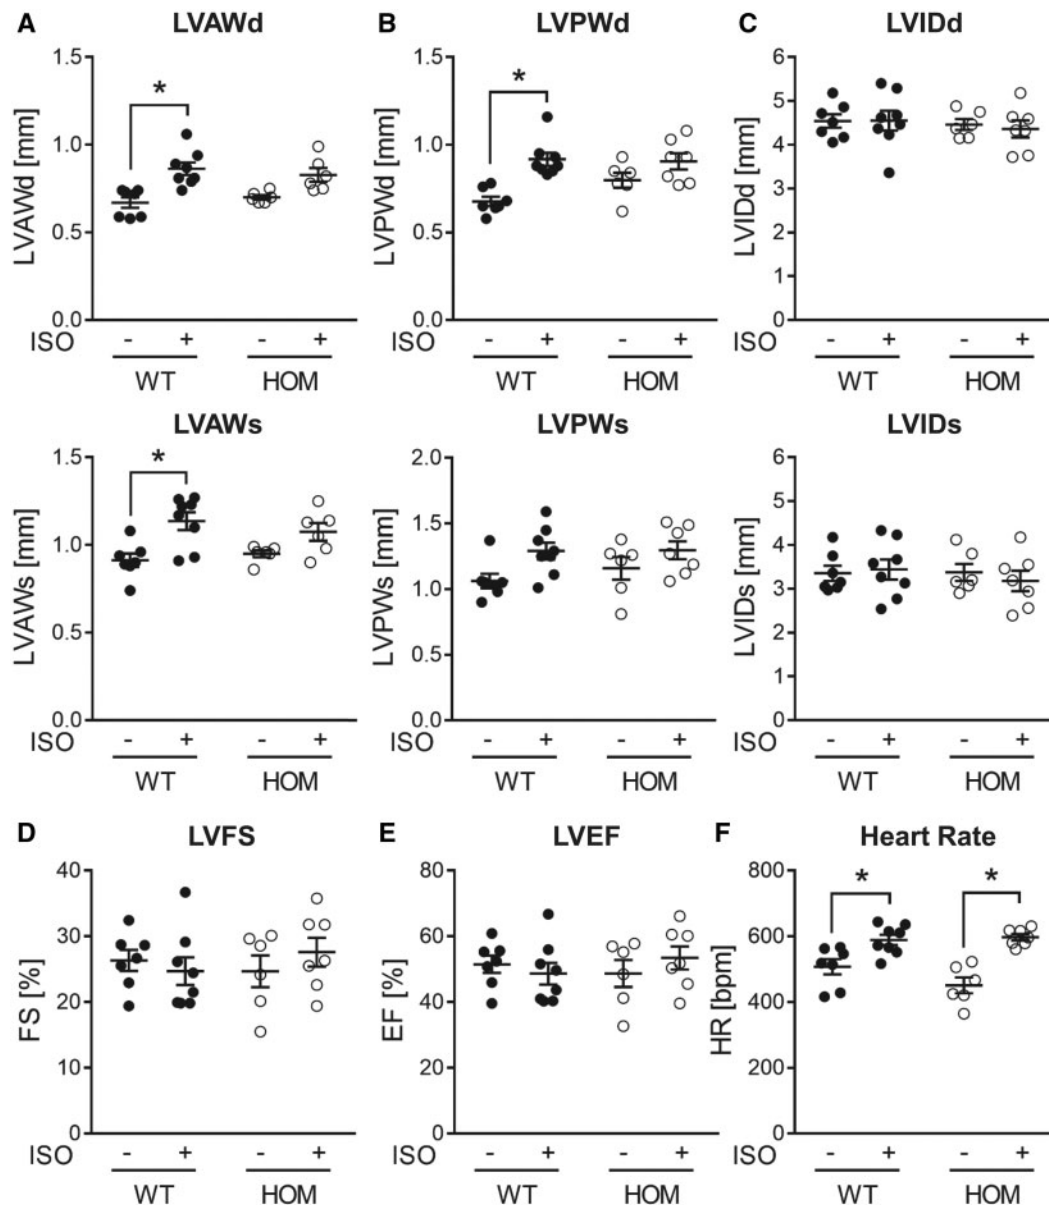 A LVAWd B LVPWd C LVIDd
LVAWd [mm]
1.5
1.0
0.5
0.0
*
ISO - + - +
WT HOM
LVPWd [mm]
1.5
1.0
0.5
0.0
*
- + - +
WT HOM
LVIDd [mm]
6
5
4
3
2
1
0
ISO - + - +
WT HOM
LVAWs LVPWs LVIDs
LVAWs [mm]
1.5
1.0
0.5
0.0
*
ISO - + - +
WT HOM
LVPWs [mm]
2.0
1.5
1.0
0.5
0.0
- + - +
WT HOM
LVIDs [mm]
6
5
4
3
2
1
0
ISO - + - +
WT HOM
D LVFS E LVEF F Heart Rate
FS [%]
40
30
20
10
0
ISO - + - +
WT HOM
EF [%]
80
60
40
20
0
- + - +
WT HOM
HR [bpm]
800
600
400
200
0
* *
ISO - + - +
WT HOM